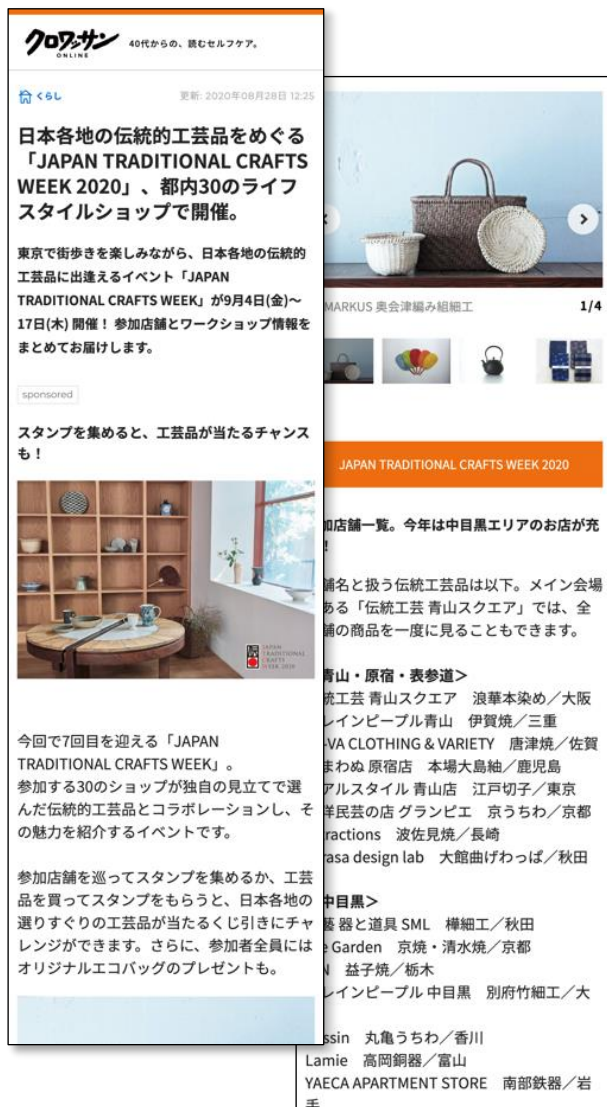 クロワッサン
ONLINE
40代からの、読むセルフケア。
くらし
更新: 2020年08月28日 12:25
日本各地の伝統的工芸品をめぐる
「JAPAN TRADITIONAL CRAFTS
WEEK 2020」、都内30のライフ
スタイルショップで開催。
東京で街歩きを楽しみながら、日本各地の伝統的
工芸品に出逢えるイベント「JAPAN
TRADITIONAL CRAFTS WEEK」が9月4日(金)〜
17日(木) 開催！ 参加店舗とワークショップ情報を
まとめてお届けします。
sponsored
スタンプを集めると、工芸品が当たるチャンス
も！
JAPAN
TRADITIONAL
CRAFTS
WEEK 2020
今回で7回目を迎える「JAPAN
TRADITIONAL CRAFTS WEEK」。
参加する30のショップが独自の見立てで選
んだ伝統的工芸品とコラボレーションし、そ
の魅力を紹介するイベントです。
参加店舗を巡ってスタンプを集めるか、工芸
品を買ってスタンプをもらうと、日本各地の
選りすぐりの工芸品が当たるくじ引きにチャ
レンジができます。さらに、参加者全員には
オリジナルエコバッグのプレゼントも。
MARKUS 奥会津編み組細工
1/4
JAPAN TRADITIONAL CRAFTS WEEK 2020
加店舗一覧。今年は中目黒エリアのお店が充
！
舗名と扱う伝統工芸品は以下。メイン会場
ある「伝統工芸 青山スクエア」では、全
舗の商品を一度に見ることもできます。
青山・原宿・表参道＞
統工芸 青山スクエア 浪華本染め／大阪
レインピープル青山 伊賀焼／三重
-VA CLOTHING & VARIETY 唐津焼／佐賀
まわぬ 原宿店 本場大島紬／鹿児島
アルスタイル 青山店 江戸切子／東京
洋民芸の店 グランピエ 京うちわ／京都
ractions 波佐見焼／長崎
rasa design lab 大館曲げわっぱ／秋田
中目黒＞
藝 器と道具 SML 樺細工／秋田
e Garden 京焼・清水焼／京都
N 益子焼／栃木
レインピープル 中目黒 別府竹細工／大
ssin 丸亀うちわ／香川
Lamie 高岡銅器／富山
YAECA APARTMENT STORE 南部鉄器／岩
手